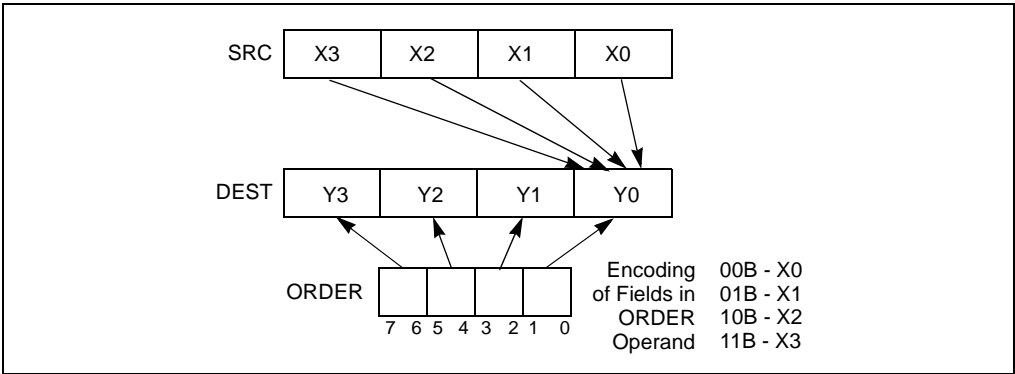 SRC X3 X2 X1 X0
DEST Y3 Y2 Y1 Y0
ORDER
7 6 5 4 3 2 1 0
Encoding 00B - X0
of Fields in 01B - X1
ORDER 10B - X2
Operand 11B - X3